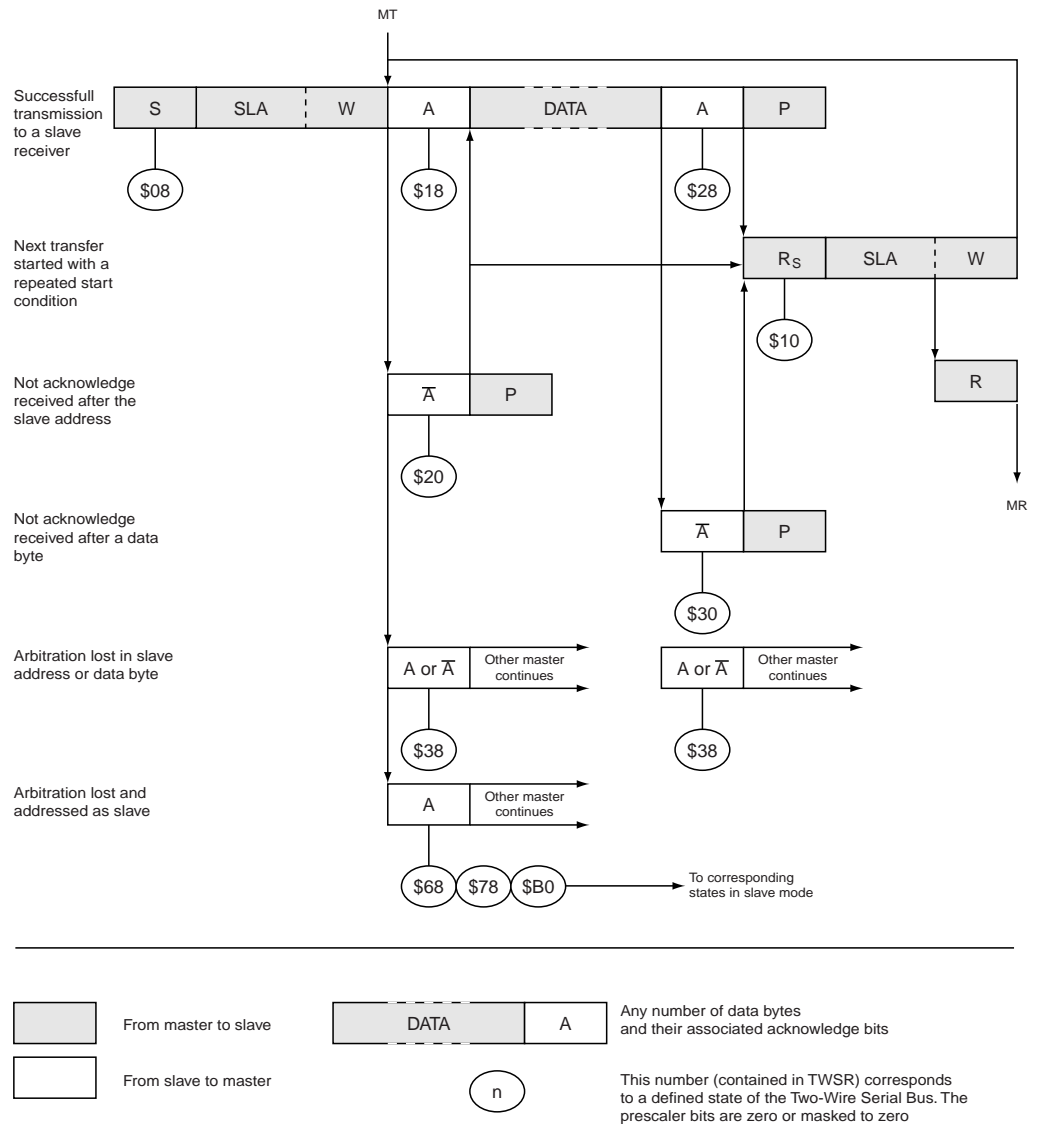 MT
Successfull
transmission
to a slave
receiver
S SLA W A DATA A P
$08 $18 $28
Next transfer
started with a
repeated start
condition
RS SLA W
$10
Not acknowledge
received after the
slave address
A̅ P
R
$20
MR
Not acknowledge
received after a data
byte
A̅ P
$30
Arbitration lost in slave
address or data byte
A or A̅
Other master
continues
A or A̅
Other master
continues
$38 $38
Arbitration lost and
addressed as slave
A
Other master
continues
$68 $78 $B0
To corresponding
states in slave mode
From master to slave
DATA A
Any number of data bytes
and their associated acknowledge bits
From slave to master
n
This number (contained in TWSR) corresponds
to a defined state of the Two-Wire Serial Bus. The
prescaler bits are zero or masked to zero